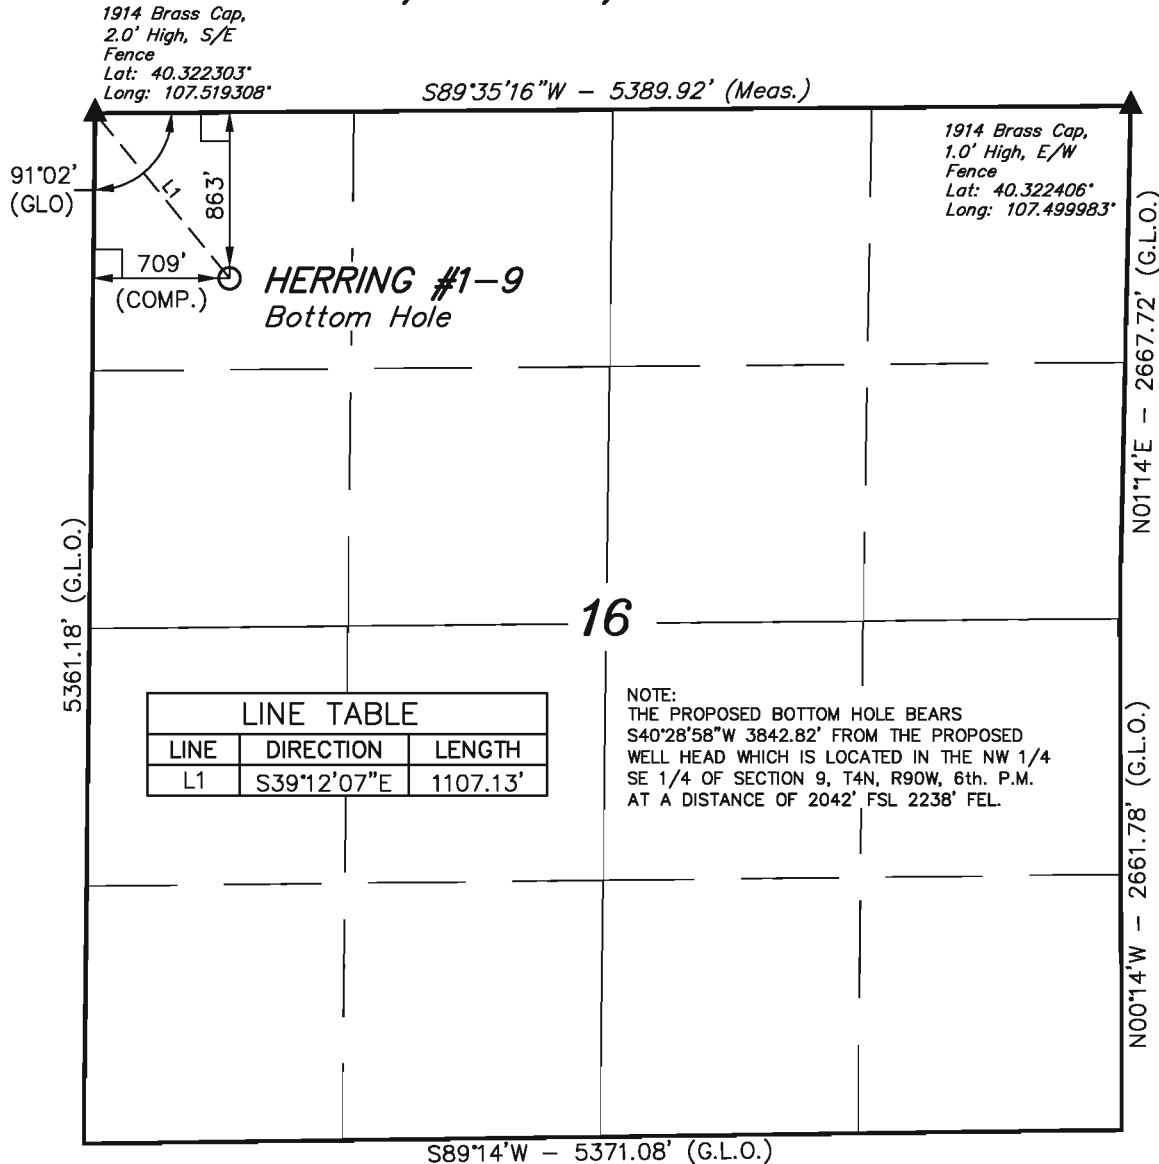 1914 Brass Cap,
2.0' High, S/E
Fence
Lat: 40.322303°
Long: 107.519308°
S89°35'16"W – 5389.92' (Meas.)
1914 Brass Cap,
1.0' High, E/W
Fence
Lat: 40.322406°
Long: 107.499983°
91°02'
(GLO)
L1
863'
709'
(COMP.)
HERRING #1-9
Bottom Hole
N01°14'E – 2667.72' (G.L.O.)
5361.18' (G.L.O.)
16
LINE TABLE
LINE DIRECTION LENGTH
L1 S39°12'07"E 1107.13'
NOTE:
THE PROPOSED BOTTOM HOLE BEARS
S40°28'58"W 3842.82' FROM THE PROPOSED
WELL HEAD WHICH IS LOCATED IN THE NW 1/4
SE 1/4 OF SECTION 9, T4N, R90W, 6th. P.M.
AT A DISTANCE OF 2042' FSL 2238' FEL.
N00°14'W – 2661.78' (G.L.O.)
S89°14'W – 5371.08' (G.L.O.)